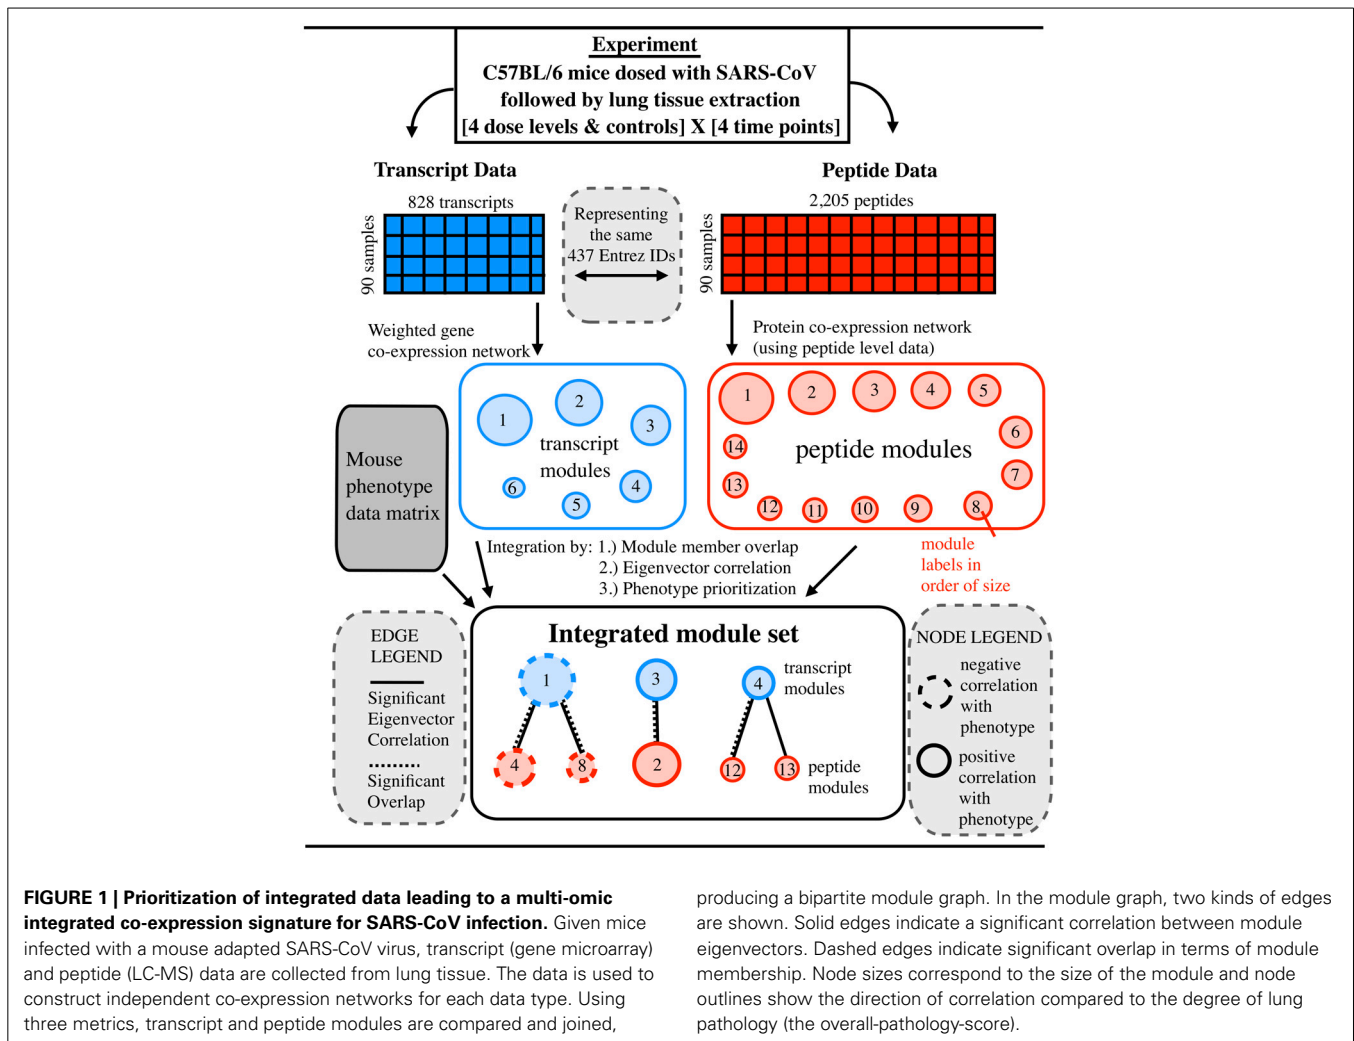 Experiment
C57BL/6 mice dosed with SARS-CoV
followed by lung tissue extraction
[4 dose levels & controls] X [4 time points]
Transcript Data
828 transcripts
90 samples
Representing
the same
437 Entrez IDs
Peptide Data
2,205 peptides
90 samples
Weighted gene
co-expression network
Protein co-expression network
(using peptide level data)
1
2
3
transcript
modules
4
5
6
1
2
3
4
5
6
7
8
9
10
11
12
13
14
peptide modules
module
labels in
order of size
Mouse
phenotype
data matrix
Integration by: 1.) Module member overlap
2.) Eigenvector correlation
3.) Phenotype prioritization
EDGE
LEGEND
Significant
Eigenvector
Correlation
Significant
Overlap
Integrated module set
1
3
4
transcript
modules
4
8
2
12
13
peptide
modules
NODE LEGEND
negative
correlation
with
phenotype
positive
correlation
with
phenotype
FIGURE 1 | Prioritization of integrated data leading to a multi-omic
integrated co-expression signature for SARS-CoV infection. Given mice
infected with a mouse adapted SARS-CoV virus, transcript (gene microarray)
and peptide (LC-MS) data are collected from lung tissue. The data is used to
construct independent co-expression networks for each data type. Using
three metrics, transcript and peptide modules are compared and joined,
producing a bipartite module graph. In the module graph, two kinds of edges
are shown. Solid edges indicate a significant correlation between module
eigenvectors. Dashed edges indicate significant overlap in terms of module
membership. Node sizes correspond to the size of the module and node
outlines show the direction of correlation compared to the degree of lung
pathology (the overall-pathology-score).